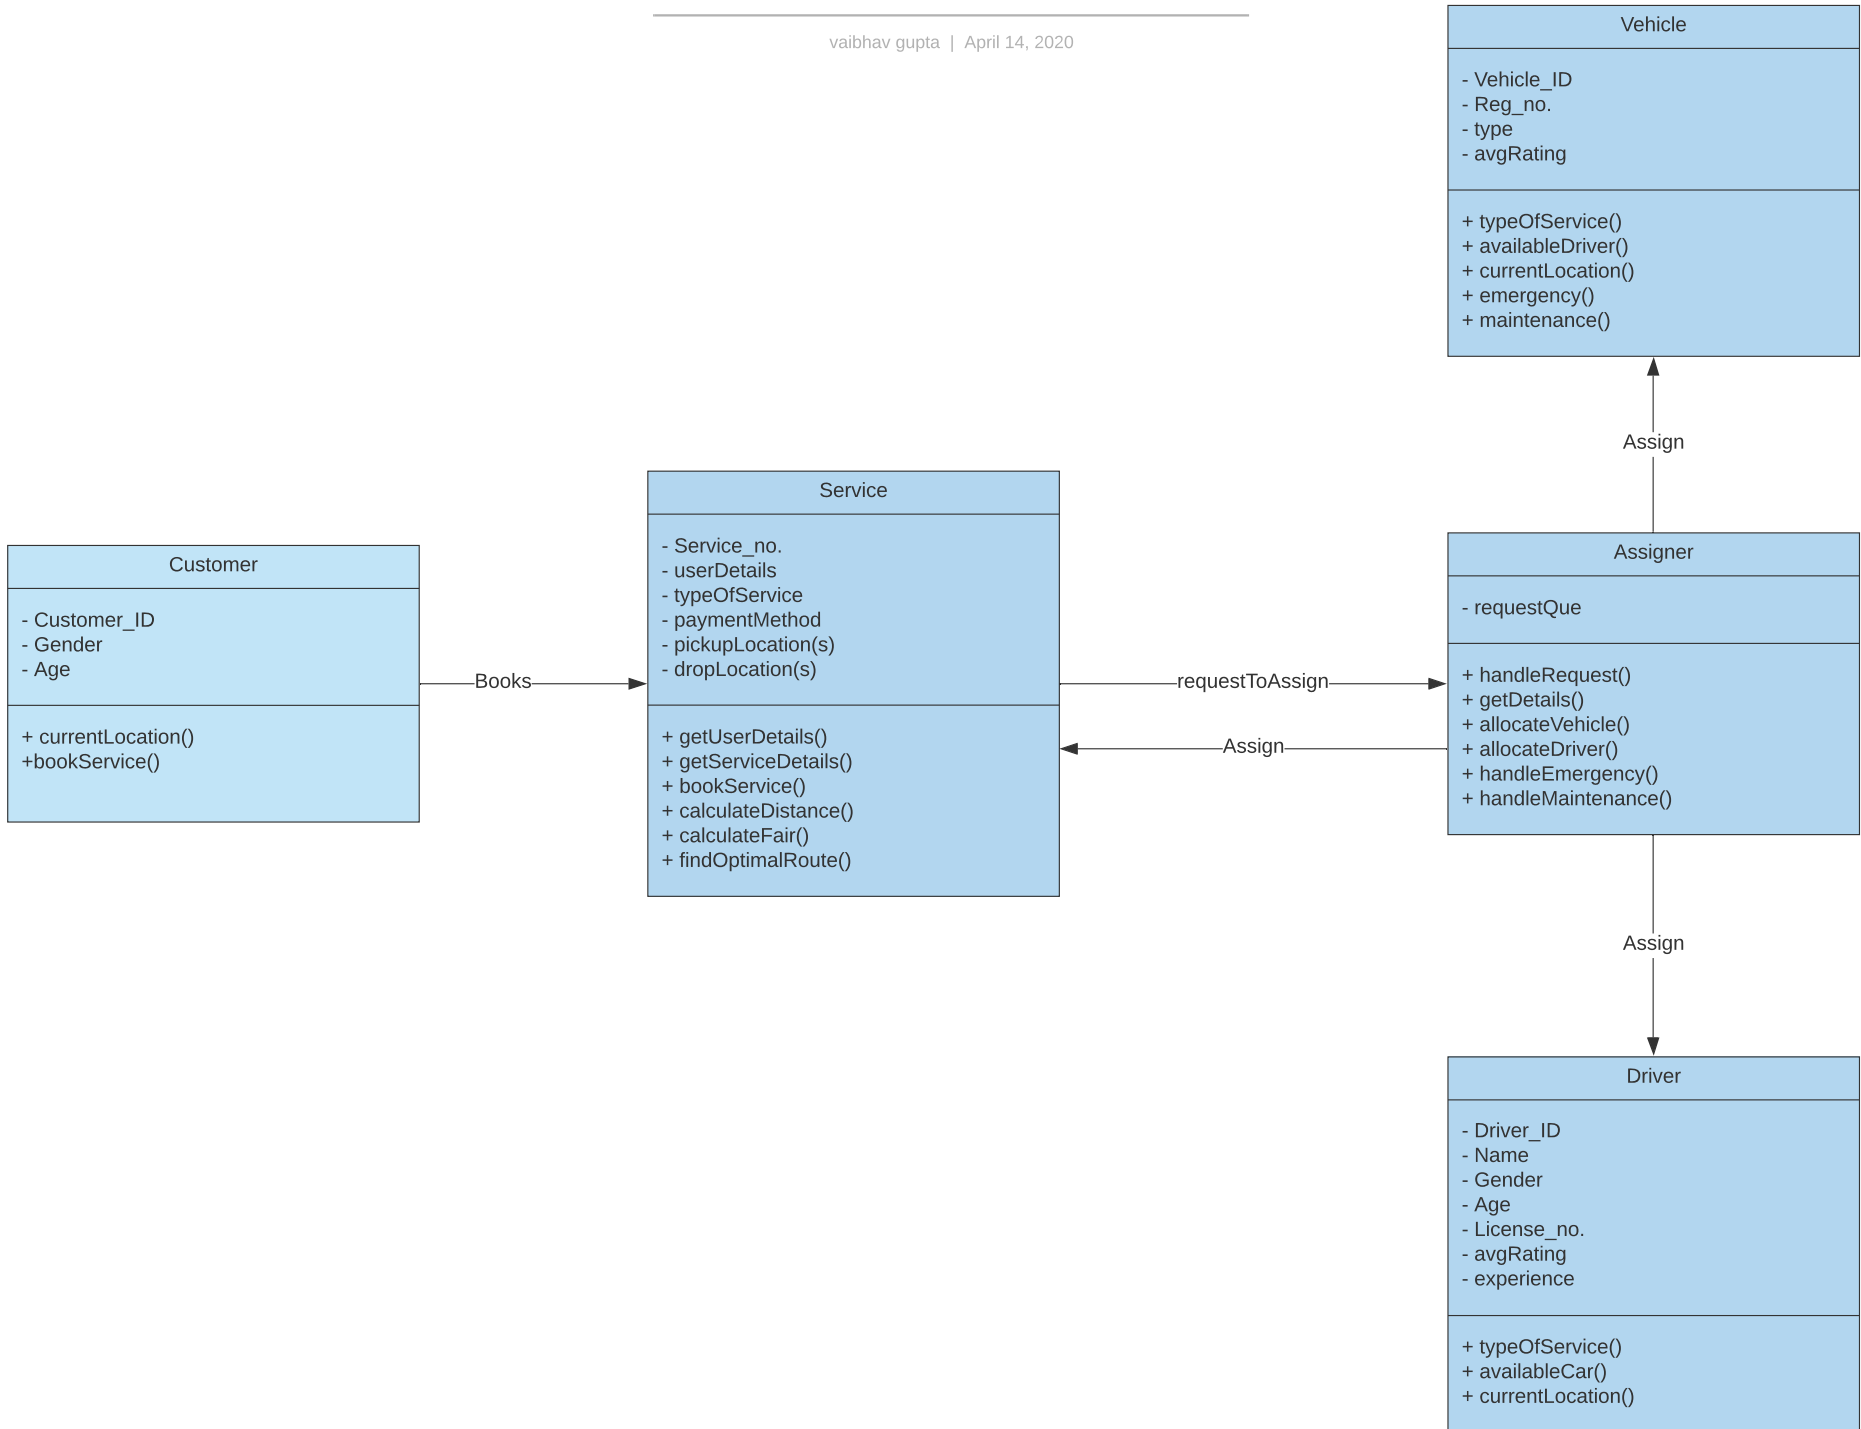 vaibhav gupta | April 14, 2020
Vehicle
- Vehicle_ID
- Reg_no.
- type
- avgRating
+ typeOfService()
+ availableDriver()
+ currentLocation()
+ emergency()
+ maintenance()
Assign
Customer
- Customer_ID
- Gender
- Age
+ currentLocation()
+bookService()
Books
Service
- Service_no.
- userDetails
- typeOfService
- paymentMethod
- pickupLocation(s)
- dropLocation(s)
+ getUserDetails()
+ getServiceDetails()
+ bookService()
+ calculateDistance()
+ calculateFair()
+ findOptimalRoute()
requestToAssign
Assign
Assigner
- requestQue
+ handleRequest()
+ getDetails()
+ allocateVehicle()
+ allocateDriver()
+ handleEmergency()
+ handleMaintenance()
Assign
Driver
- Driver_ID
- Name
- Gender
- Age
- License_no.
- avgRating
- experience
+ typeOfService()
+ availableCar()
+ currentLocation()